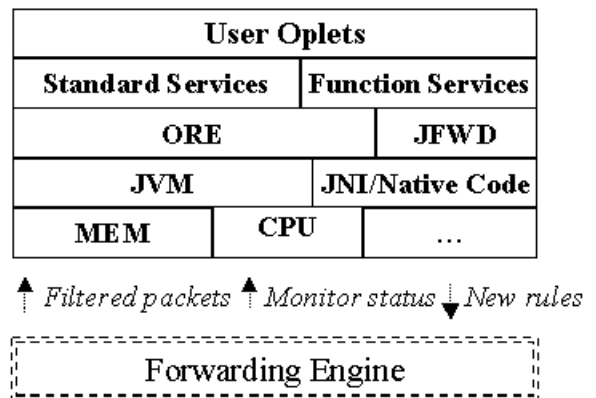 User Oplets
Standard Services Function Services
ORE JFWD
JVM JNI/Native Code
MEM CPU ...
Filtered packets Monitor status New rules
Forwarding Engine